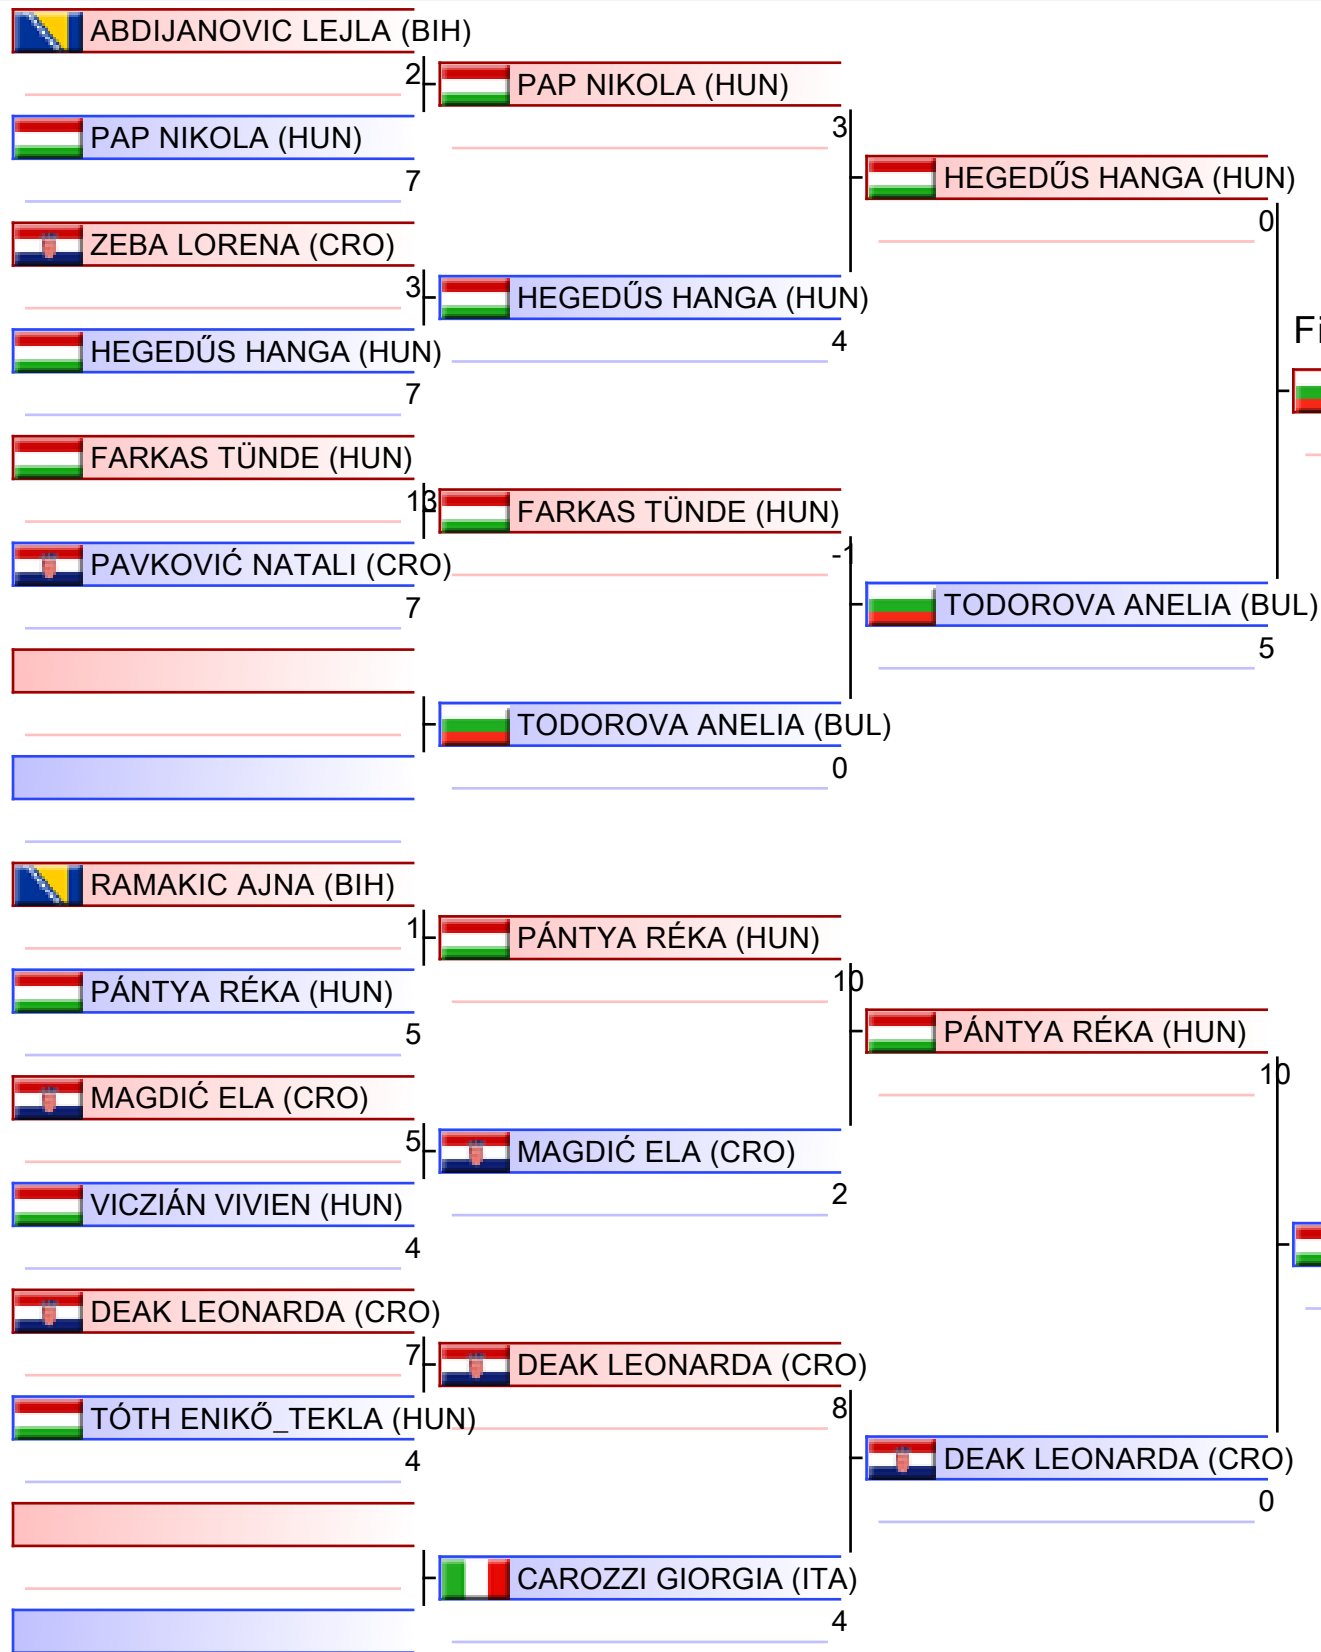 ABDIJANOVIC LEJLA (BIH)
2
PAP NIKOLA (HUN)
3
PAP NIKOLA (HUN)
7
HEGEDŰS HANGA (HUN)
0
ZEBA LORENA (CRO)
3
HEGEDŰS HANGA (HUN)
4
HEGEDŰS HANGA (HUN)
7
FARKAS TÜNDE (HUN)
13
FARKAS TÜNDE (HUN)
-1
PAVKOVIĆ NATALI (CRO)
7
TODOROVA ANELIA (BUL)
5
TODOROVA ANELIA (BUL)
0
RAMAKIC AJNA (BIH)
1
PÁNTYA RÉKA (HUN)
10
PÁNTYA RÉKA (HUN)
5
PÁNTYA RÉKA (HUN)
10
MAGDIĆ ELA (CRO)
5
MAGDIĆ ELA (CRO)
2
VICZIÁN VIVIEN (HUN)
4
DEAK LEONARDA (CRO)
7
DEAK LEONARDA (CRO)
8
TÓTH ENIKŐ_TEKLA (HUN)
4
DEAK LEONARDA (CRO)
0
CAROZZI GIORGIA (ITA)
4